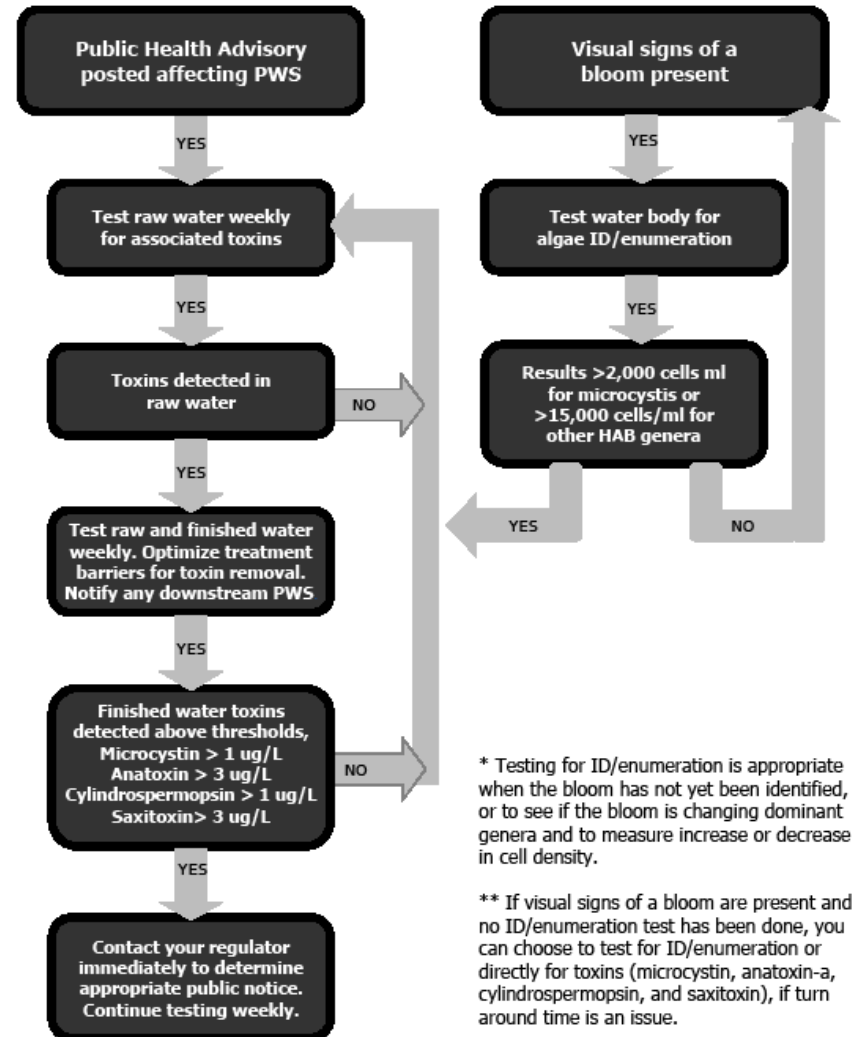 Public Health Advisory
posted affecting PWS
YES
Test raw water weekly
for associated toxins
YES
Toxins detected in
raw water
NO
YES
Test raw and finished water
weekly. Optimize treatment
barriers for toxin removal.
Notify any downstream PWS
YES
Finished water toxins
detected above thresholds,
Microcystin > 1 ug/L
Anatoxin > 3 ug/L
Cylindrospermopsin > 1 ug/L
Saxitoxin> 3 ug/L
NO
YES
Contact your regulator
immediately to determine
appropriate public notice.
Continue testing weekly.
Visual signs of a
bloom present
YES
Test water body for
algae ID/enumeration
YES
Results >2,000 cells ml
for microcystis or
>15,000 cells/ml for
other HAB genera
YES
NO
* Testing for ID/enumeration is appropriate
when the bloom has not yet been identified,
or to see if the bloom is changing dominant
genera and to measure increase or decrease
in cell density.
** If visual signs of a bloom are present and
no ID/enumeration test has been done, you
can choose to test for ID/enumeration or
directly for toxins (microcystin, anatoxin-a,
cylindrospermopsin, and saxitoxin), if turn
around time is an issue.